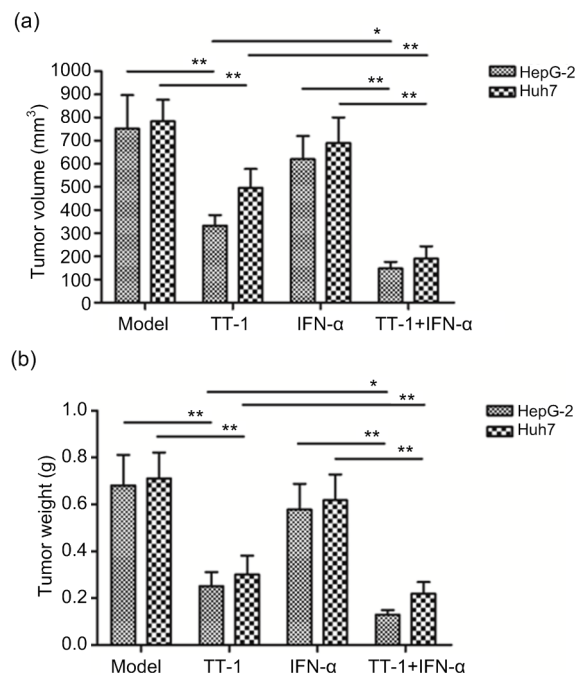 (a)
*
**
**
**
**
**
HepG-2
Huh7
Tumor volume (mm³)
1000
900
800
700
600
500
400
300
200
100
0
Model TT-1 IFN-α TT-1+IFN-α
(b)
*
**
**
**
**
**
HepG-2
Huh7
Tumor weight (g)
1.0
0.8
0.6
0.4
0.2
0.0
Model TT-1 IFN-α TT-1+IFN-α